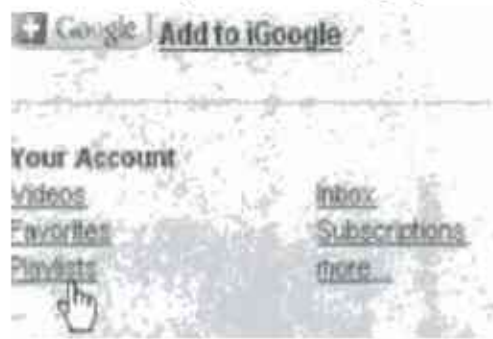 Google Add to iGoogle
Your Account
Videos Inbox
Favorites Subscriptions
Playlists more...